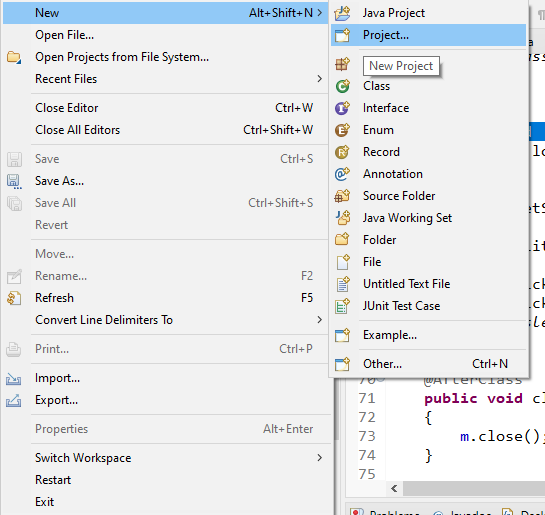 New Alt+Shift+N >
Open File...
Open Projects from File System...
Recent Files >
Close Editor Ctrl+W
Close All Editors Ctrl+Shift+W
Save Ctrl+S
Save As...
Save All Ctrl+Shift+S
Revert
Move...
Rename... F2
Refresh F5
Convert Line Delimiters To >
Print... Ctrl+P
Import...
Export...
Properties Alt+Enter
Switch Workspace >
Restart
Exit
Java Project
Project...
New Project
Class
Interface
Enum
Record
Annotation
Source Folder
Java Working Set
Folder
File
Untitled Text File
JUnit Test Case
Example...
Other... Ctrl+N
70 @AfterClass
71 public void cl
72 {
73 m.close();
74 }
75